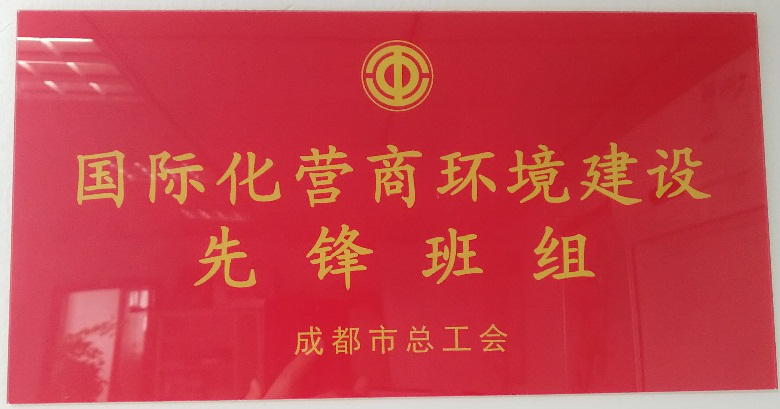 国际化营商环境建设
先锋班组
成都市总工会